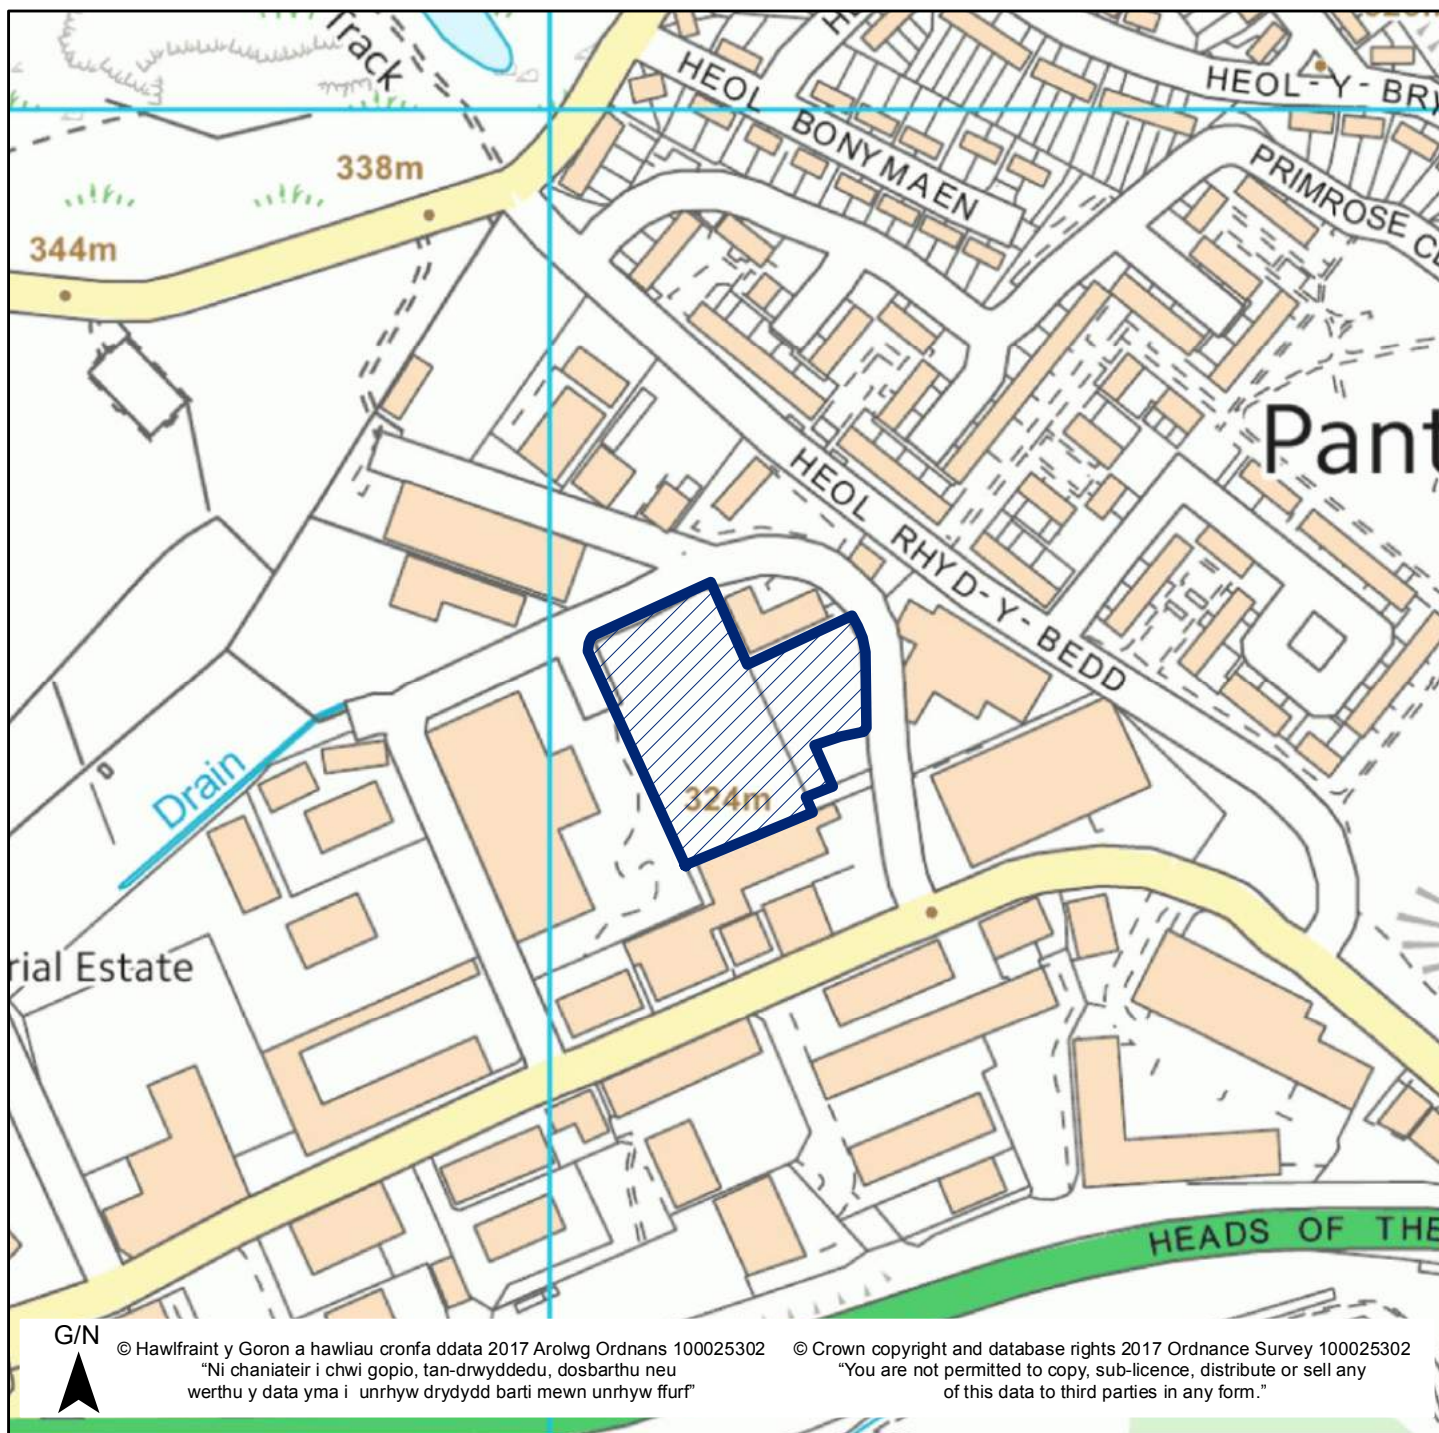 Track
HEOL BONYMAEN
HEOL-Y-BRY
PRIMROSE C
338m
344m
Pant
HEOL RHYD-Y-BEDD
324m
Drain
rial Estate
HEADS OF THE
G/N
© Hawlfraint y Goron a hawliau cronfa ddata 2017 Arolwg Ordnans 100025302
“Ni chaniateir i chwi gopio, tan-drwyddedu, dosbarthu neu
werthu y data yma i unrhyw drydydd barti mewn unrhyw ffurf”
© Crown copyright and database rights 2017 Ordnance Survey 100025302
“You are not permitted to copy, sub-licence, distribute or sell any
of this data to third parties in any form.”